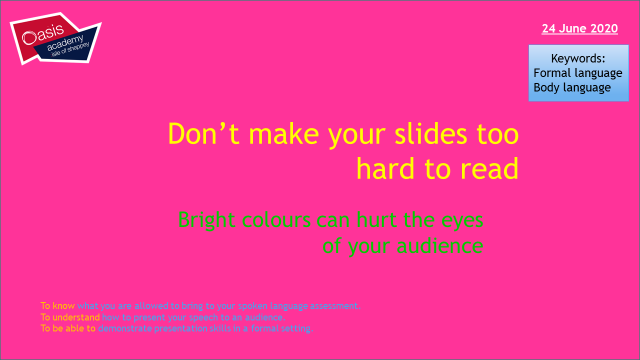 Oasis
academy
isle of sheppey
24 June 2020
Keywords:
Formal language
Body language
Don't make your slides too
hard to read
Bright colours can hurt the eyes
of your audience
To know what you are allowed to bring to your spoken language assessment.
To understand how to present your speech to an audience.
To be able to demonstrate presentation skills in a formal setting.